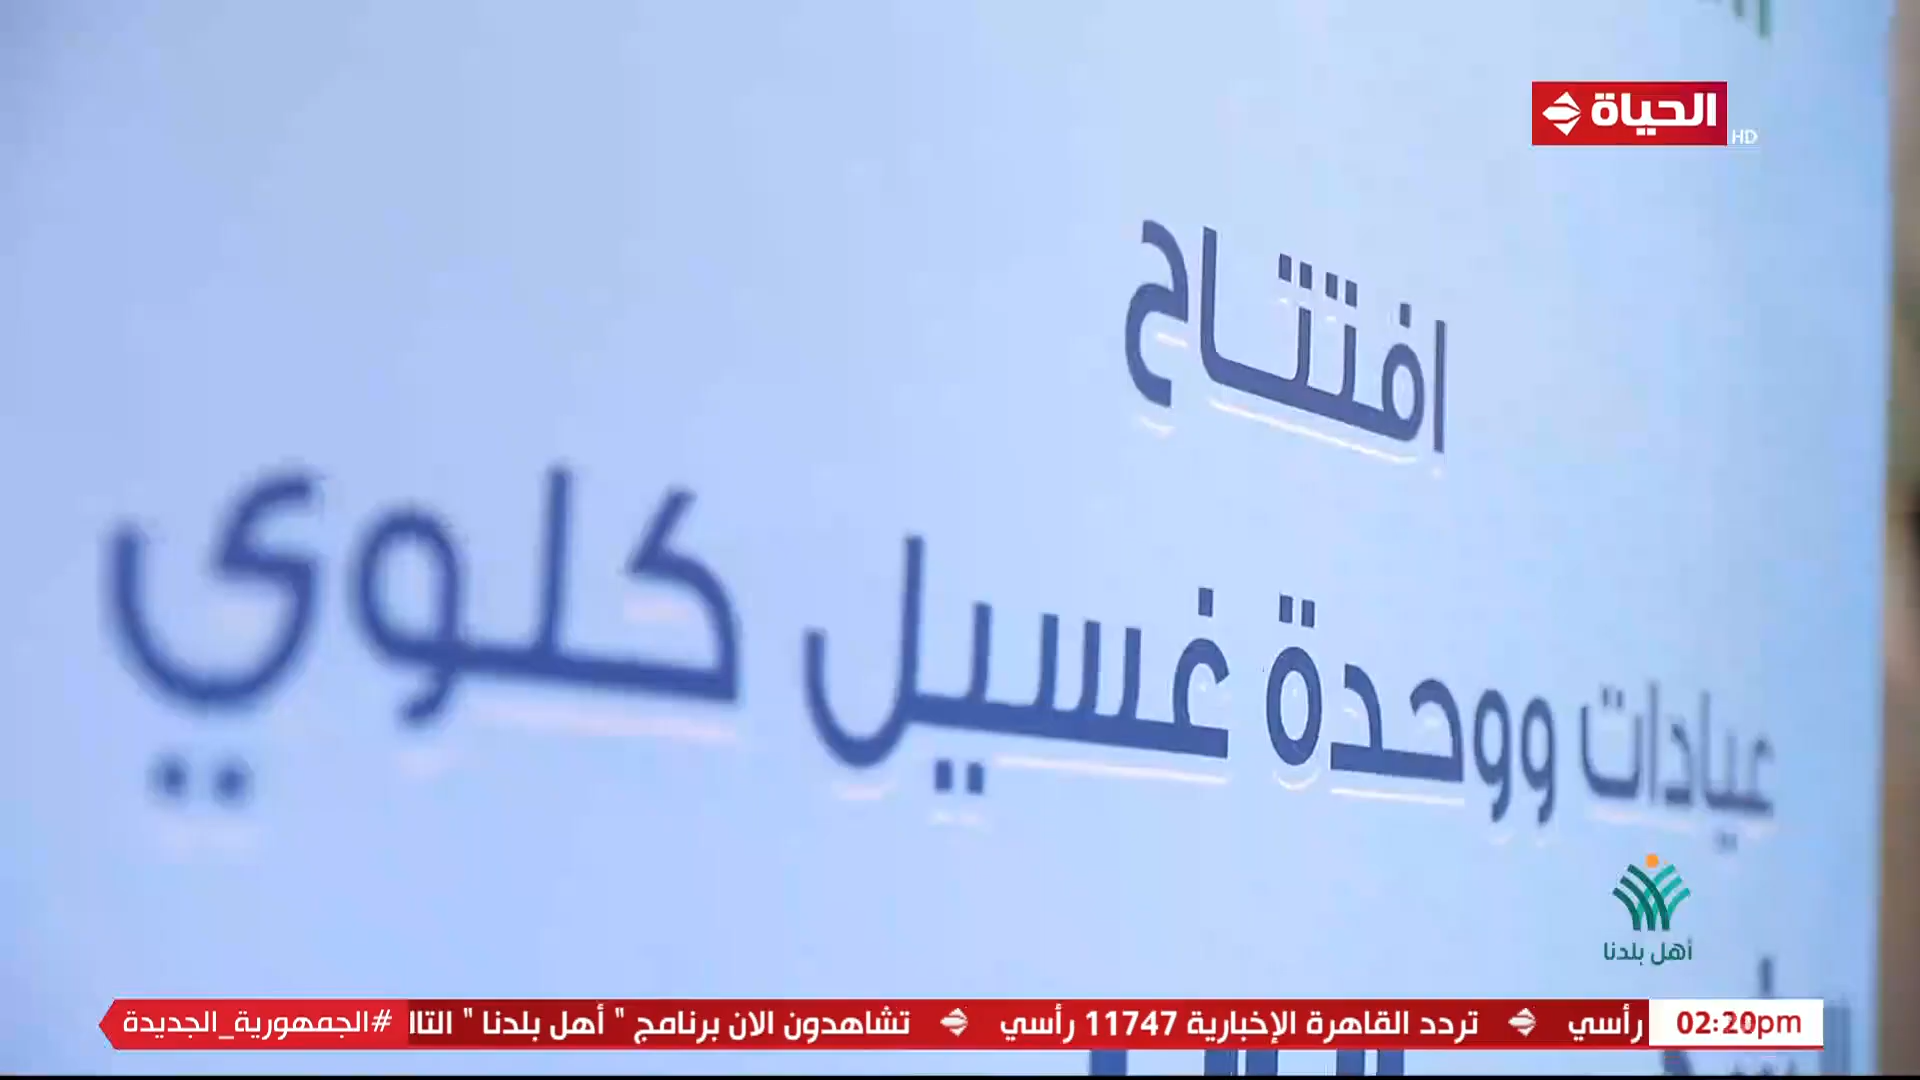 الحياة
HD
افتتاح
عيادات ووحدة غسيل كلوي
أهل بلدنا
02:20pm
رأسي
تردد القاهرة الإخبارية 11747 رأسي
تشاهدون الان برنامج " أهل بلدنا " التا
#الجمهورية_الجديدة